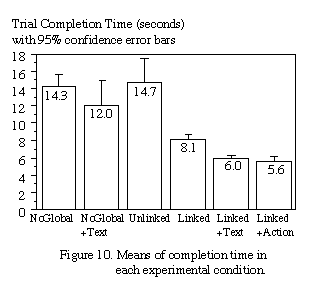 Trial Completion Time (seconds)
with 95% confidence error bars
18
16
14
12
10
8
6
4
2
0
14.3
12.0
14.7
8.1
6.0
5.6
NoGlobal
NoGlobal
+Text
Unlinked
Linked
Linked
+Text
Linked
+Action
Figure 10. Means of completion time in
each experimental condition.